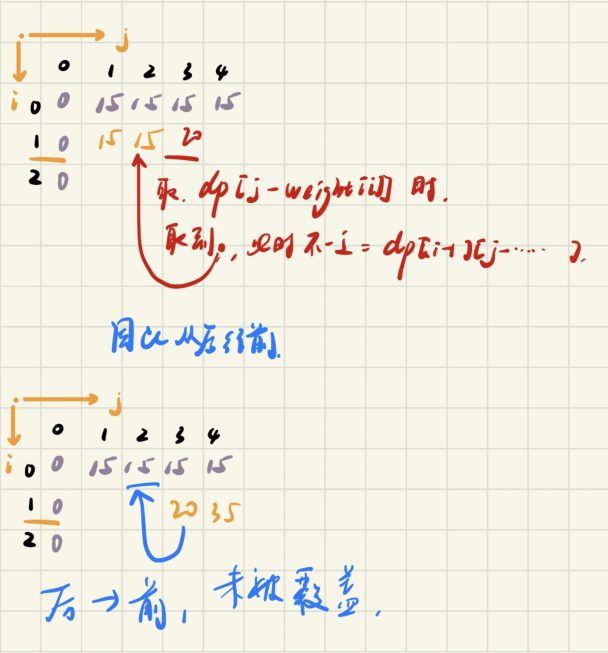 j
0 1 2 3 4
i 0 0 15 15 15 15
1 0 15 15 20
2 0
取 dp[j-weight[i]] 时.
取到。, 此时不一定= dp[i-1][j-……].
因此从后往前.
j
0 1 2 3 4
i 0 0 15 15 15 15
1 0 20 35
2 0
后→前, 未被覆盖.